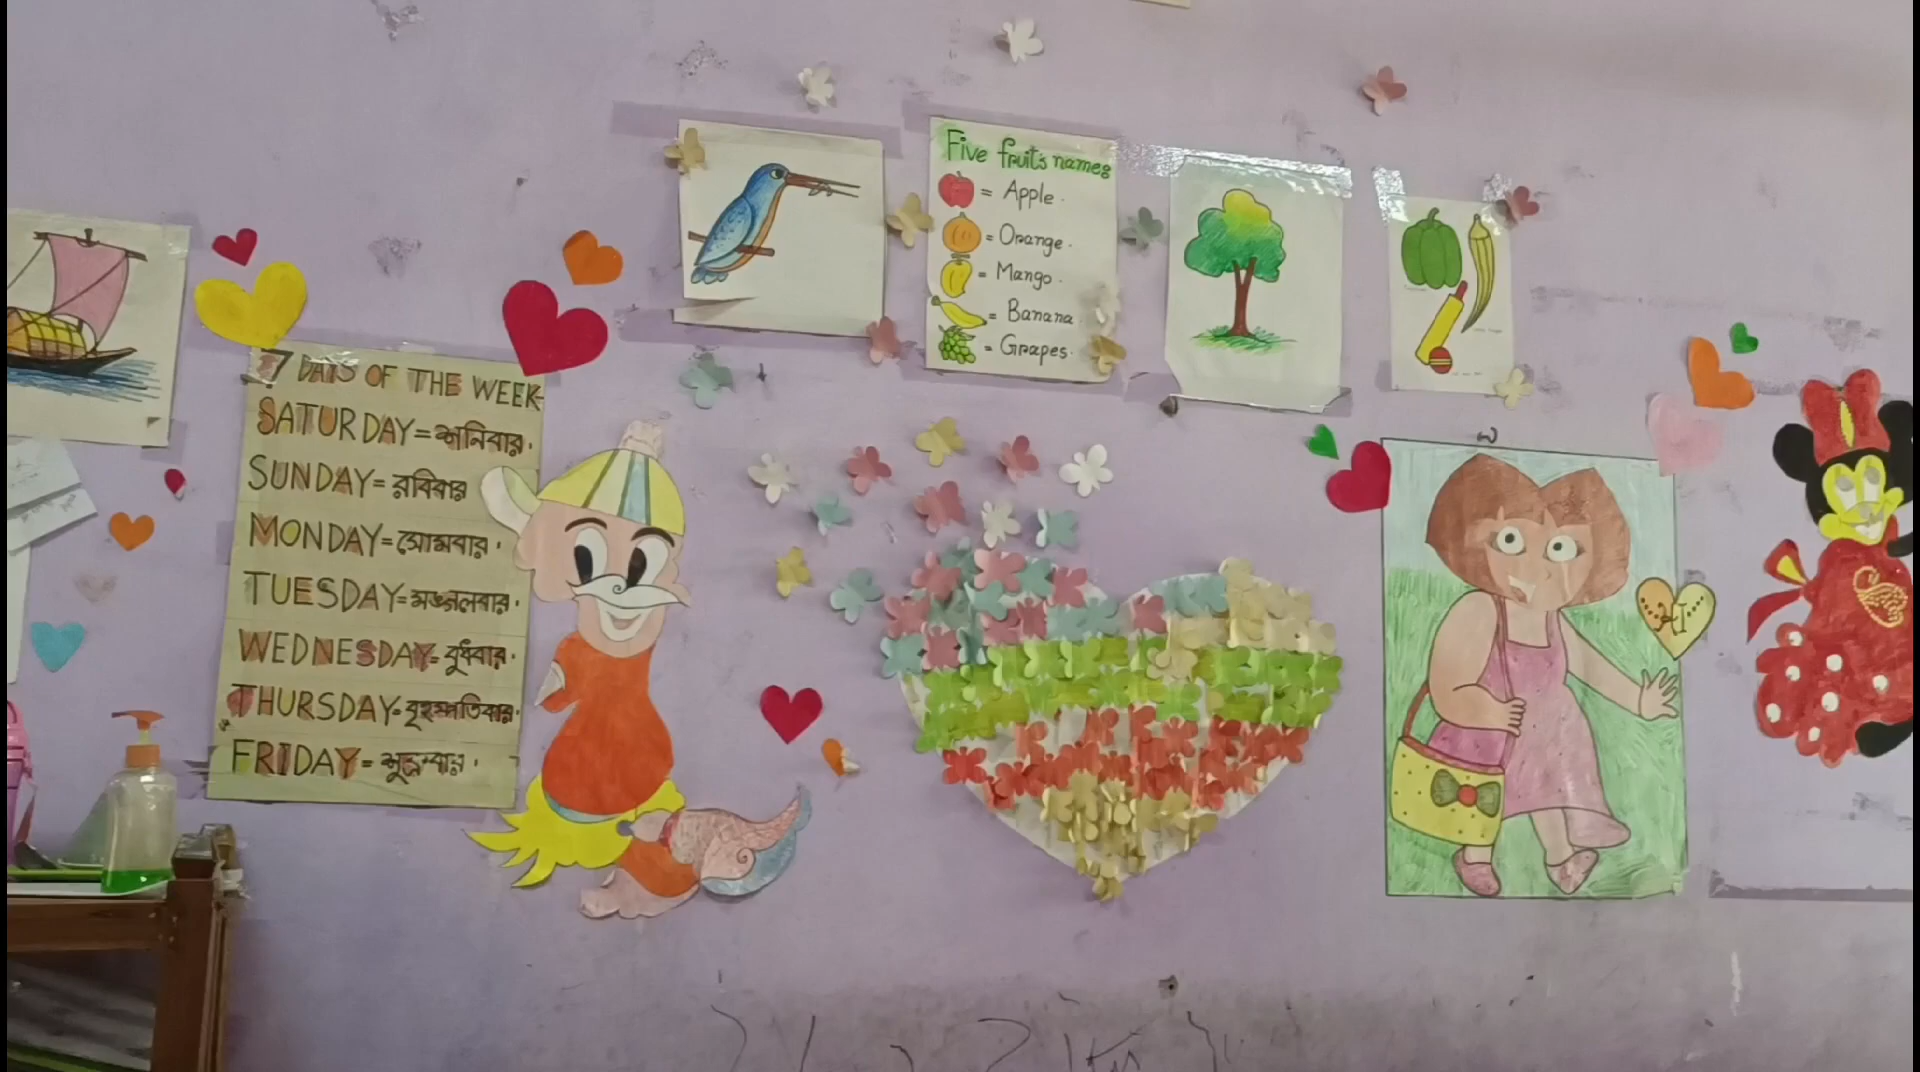 7 DAYS OF THE WEEK
SATURDAY = শনিবার.
SUNDAY = রবিবার
MONDAY = সোমবার.
TUESDAY = মঙ্গলবার.
WEDNESDAY = বুধবার.
THURSDAY = বৃহস্পতিবার.
FRIDAY = শুক্রবার.
Five fruits names
= Apple.
= Orange.
= Mango.
= Banana
= Grapes.